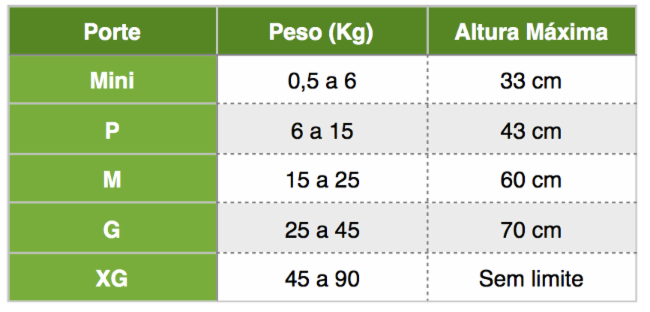 Porte Peso (Kg) Altura Máxima
Mini 0,5 a 6 33 cm
P 6 a 15 43 cm
M 15 a 25 60 cm
G 25 a 45 70 cm
XG 45 a 90 Sem limite